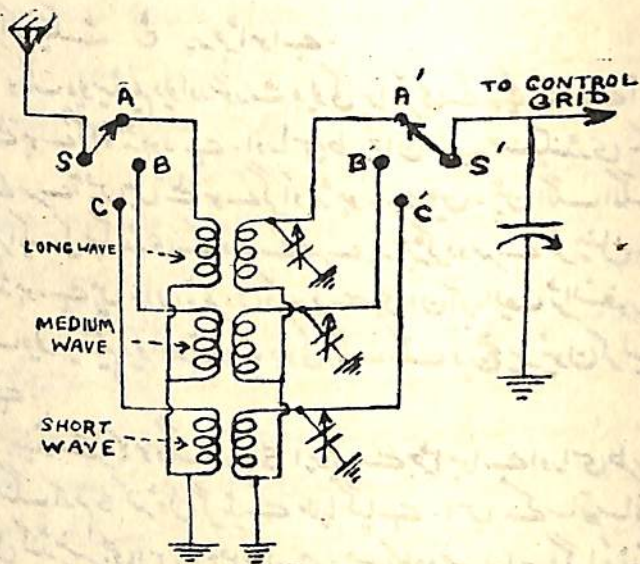 A
A'
TO CONTROL
GRID
S
B
B'
S'
C
C'
LONG WAVE
MEDIUM
WAVE
SHORT
WAVE